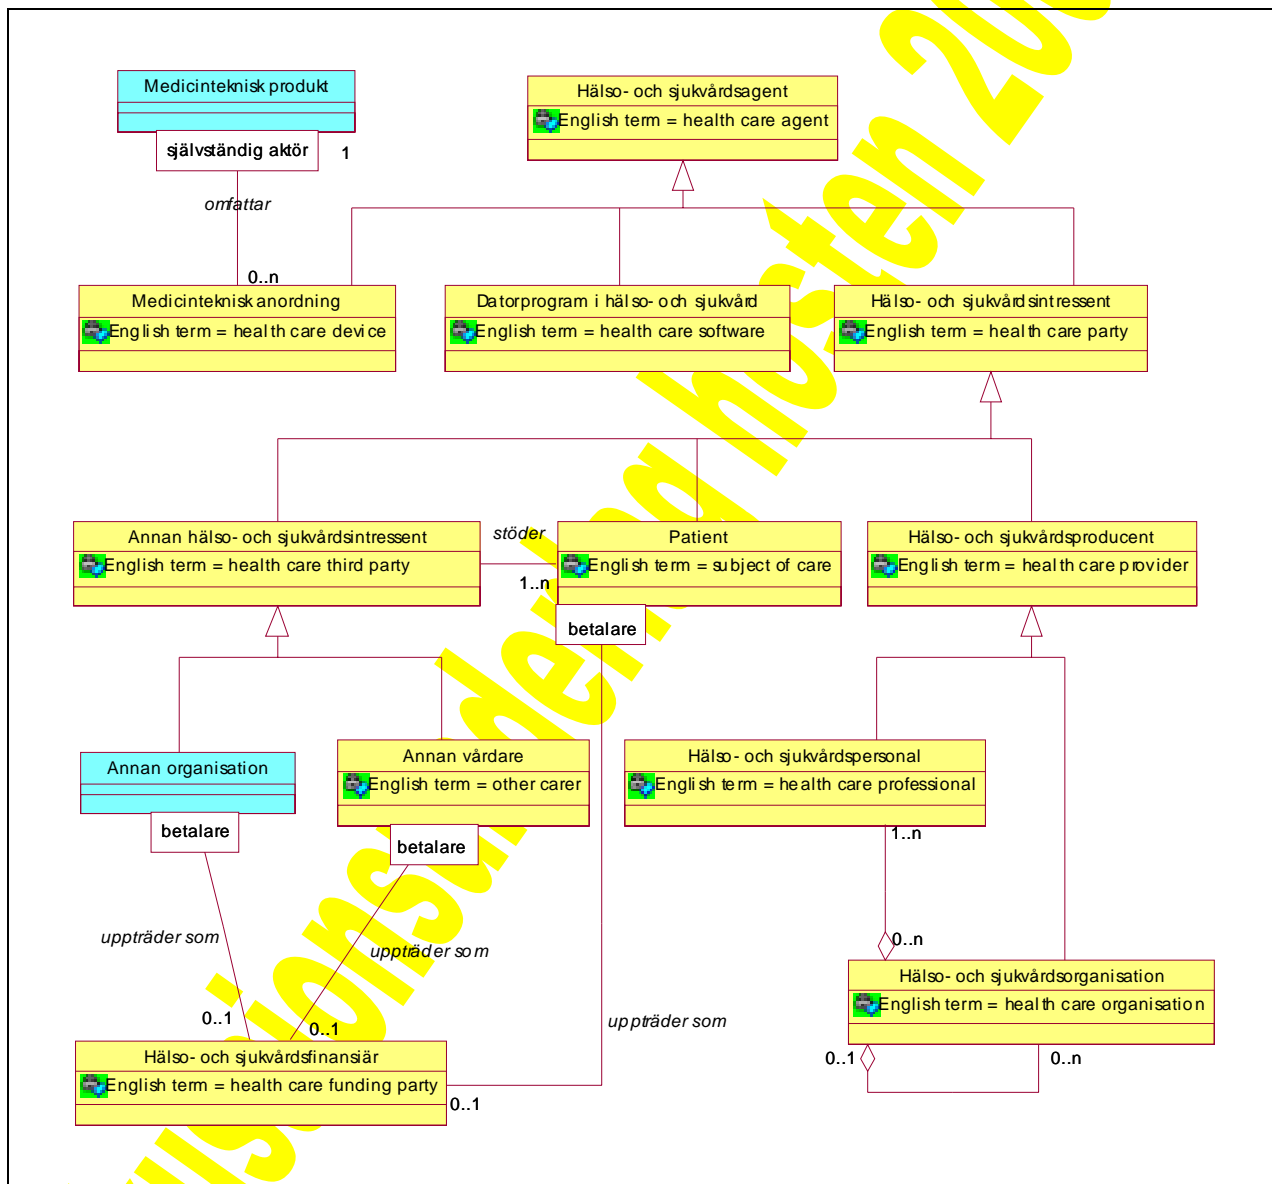 Medicinteknisk produkt
självständig aktör
1
omfattar
0..n
Hälso- och sjukvårdsagent
English term = health care agent
Medicinteknisk anordning
English term = health care device
Datorprogram i hälso- och sjukvård
English term = health care software
Hälso- och sjukvårdsintressent
English term = health care party
Annan hälso- och sjukvårdsintressent
English term = health care third party
stöder
1..n
Patient
English term = subject of care
betalare
Hälso- och sjukvårdsproducent
English term = health care provider
Annan organisation
betalare
Annan vårdare
English term = other carer
betalare
Hälso- och sjukvårdspersonal
English term = health care professional
1..n
0..n
uppträder som
uppträder som
uppträder som
Hälso- och sjukvårdsorganisation
English term = health care organisation
0..1
0..n
0..1
0..1
Hälso- och sjukvårdsfinansiär
English term = health care funding party
0..1